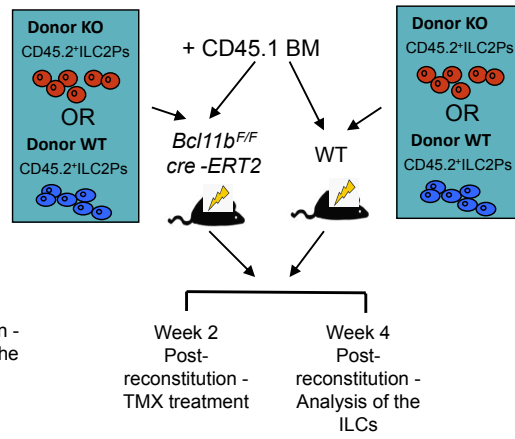 Donor KO
CD45.2⁺ILC2Ps
OR
Donor WT
CD45.2⁺ILC2Ps
+ CD45.1 BM
Bcl11b^F/F
cre -ERT2
WT
Donor KO
CD45.2⁺ILC2Ps
OR
Donor WT
CD45.2⁺ILC2Ps
n -
he
Week 2
Post-
reconstitution -
TMX treatment
Week 4
Post-
reconstitution -
Analysis of the
ILCs